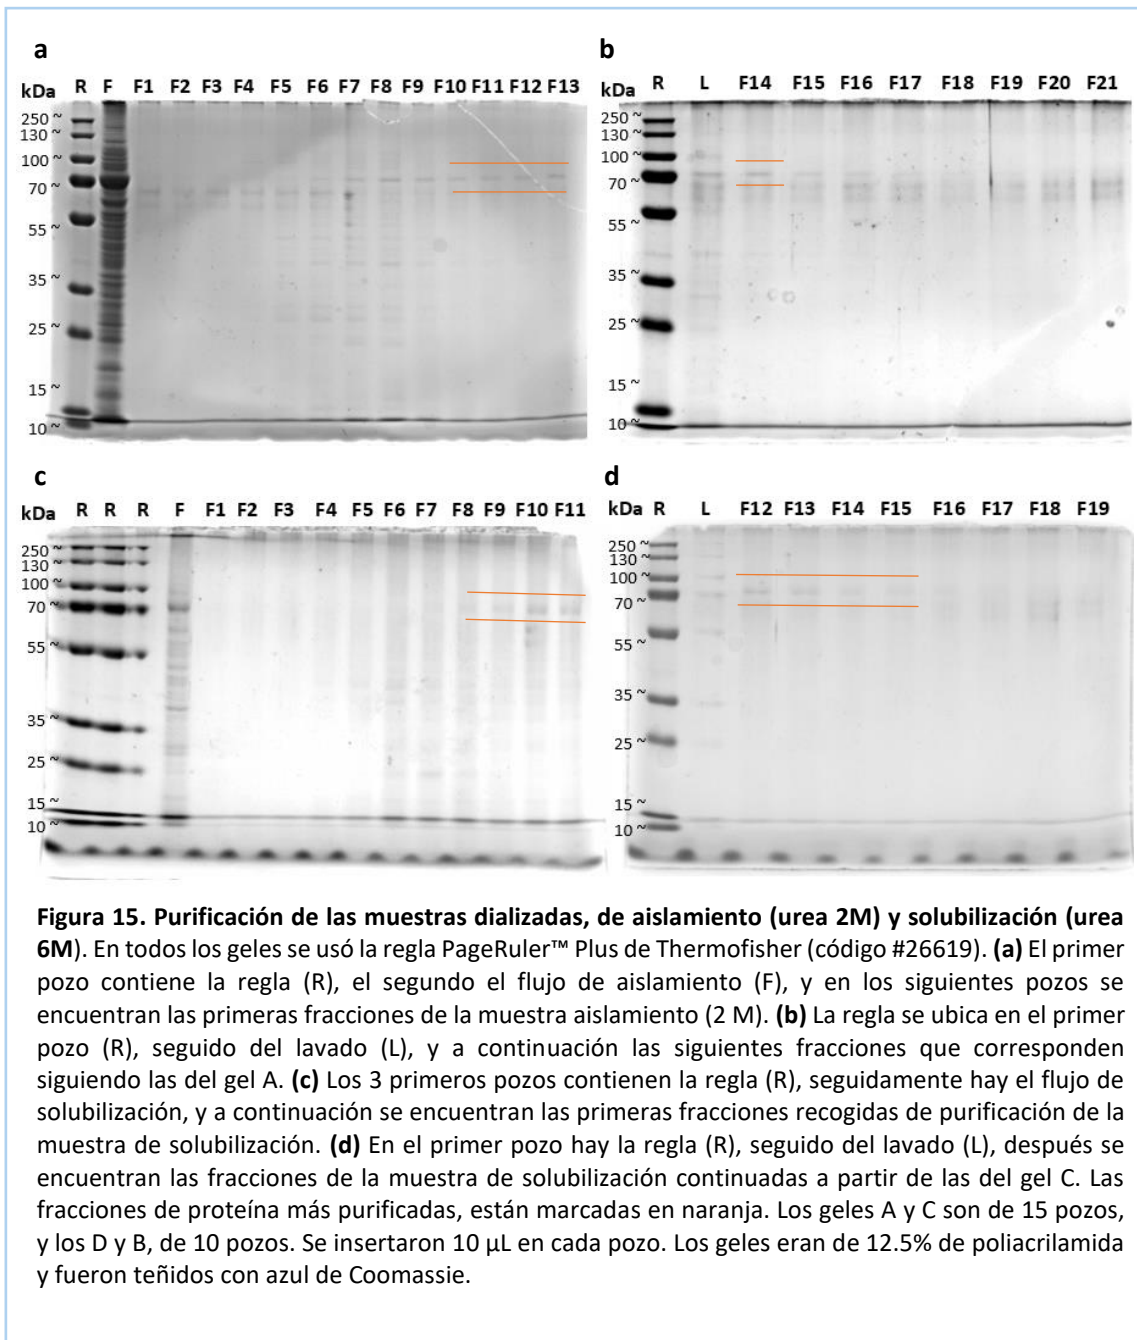 a
kDa R F F1 F2 F3 F4 F5 F6 F7 F8 F9 F10 F11 F12 F13
250 ~
130 ~
100 ~
70 ~
55 ~
35 ~
25 ~
15 ~
10 ~
b
kDa R L F14 F15 F16 F17 F18 F19 F20 F21
250 ~
130 ~
100 ~
70 ~
55 ~
35 ~
25 ~
15 ~
10 ~
c
kDa R R R F F1 F2 F3 F4 F5 F6 F7 F8 F9 F10 F11
250 ~
130 ~
100 ~
70 ~
55 ~
35 ~
25 ~
15 ~
10 ~
d
kDa R L F12 F13 F14 F15 F16 F17 F18 F19
250 ~
130 ~
100 ~
70 ~
55 ~
35 ~
25 ~
15 ~
10 ~
Figura 15. Purificación de las muestras dializadas, de aislamiento (urea 2M) y solubilización (urea
6M). En todos los geles se usó la regla PageRuler™ Plus de Thermofisher (código #26619). (a) El primer
pozo contiene la regla (R), el segundo el flujo de aislamiento (F), y en los siguientes pozos se
encuentran las primeras fracciones de la muestra aislamiento (2 M). (b) La regla se ubica en el primer
pozo (R), seguido del lavado (L), y a continuación las siguientes fracciones que corresponden
siguiendo las del gel A. (c) Los 3 primeros pozos contienen la regla (R), seguidamente hay el flujo de
solubilización, y a continuación se encuentran las primeras fracciones recogidas de purificación de la
muestra de solubilización. (d) En el primer pozo hay la regla (R), seguido del lavado (L), después se
encuentran las fracciones de la muestra de solubilización continuadas a partir de las del gel C. Las
fracciones de proteína más purificadas, están marcadas en naranja. Los geles A y C son de 15 pozos,
y los D y B, de 10 pozos. Se insertaron 10 µL en cada pozo. Los geles eran de 12.5% de poliacrilamida
y fueron teñidos con azul de Coomassie.